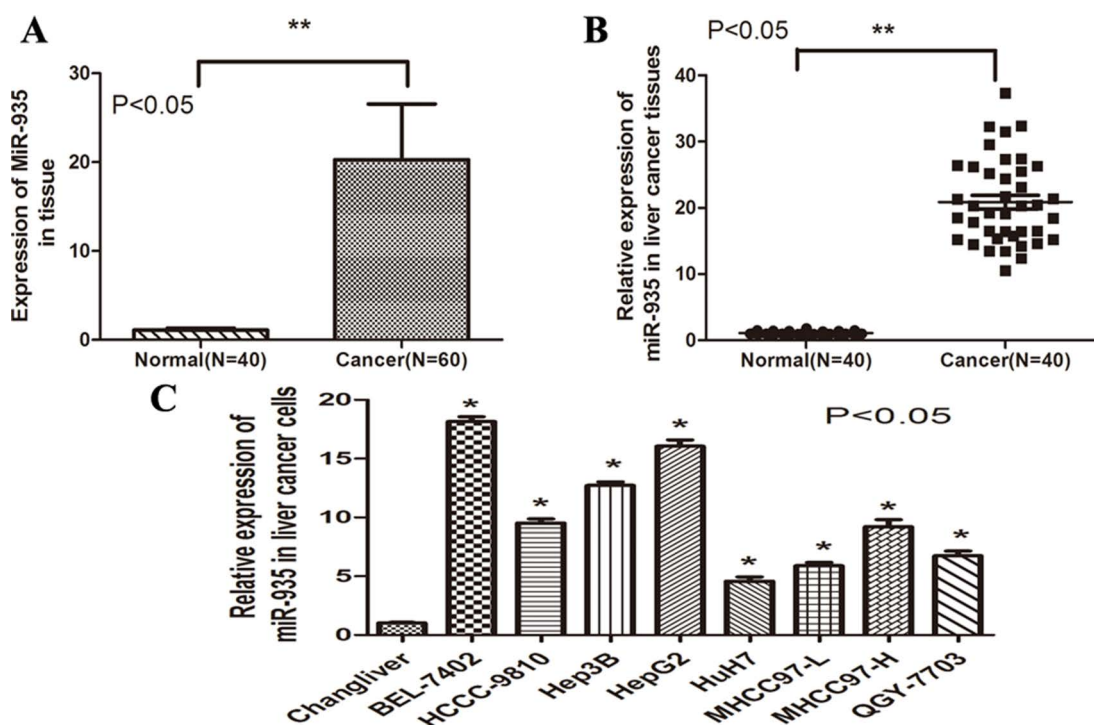 A
**
P<0.05
Expression of MiR-935
in tissue
30
20
10
0
Normal(N=40)
Cancer(N=60)
B
P<0.05
**
Relative expression of
miR-935 in liver cancer tissues
40
30
20
10
0
Normal(N=40)
Cancer(N=40)
C
P<0.05
Relative expression of
miR-935 in liver cancer cells
20
15
10
5
0
*
*
*
*
*
*
*
*
Changliver
BEL-7402
HCCC-9810
Hep3B
HepG2
HuH7
MHCC97-L
MHCC97-H
QGY-7703